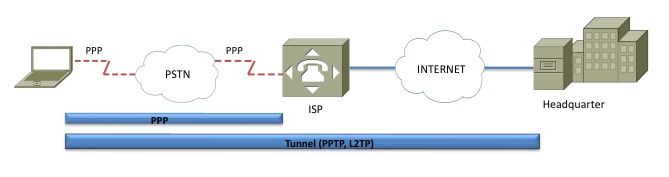 PPP
PPP
PSTN
INTERNET
ISP
Headquarter
PPP
Tunnel (PPTP, L2TP)